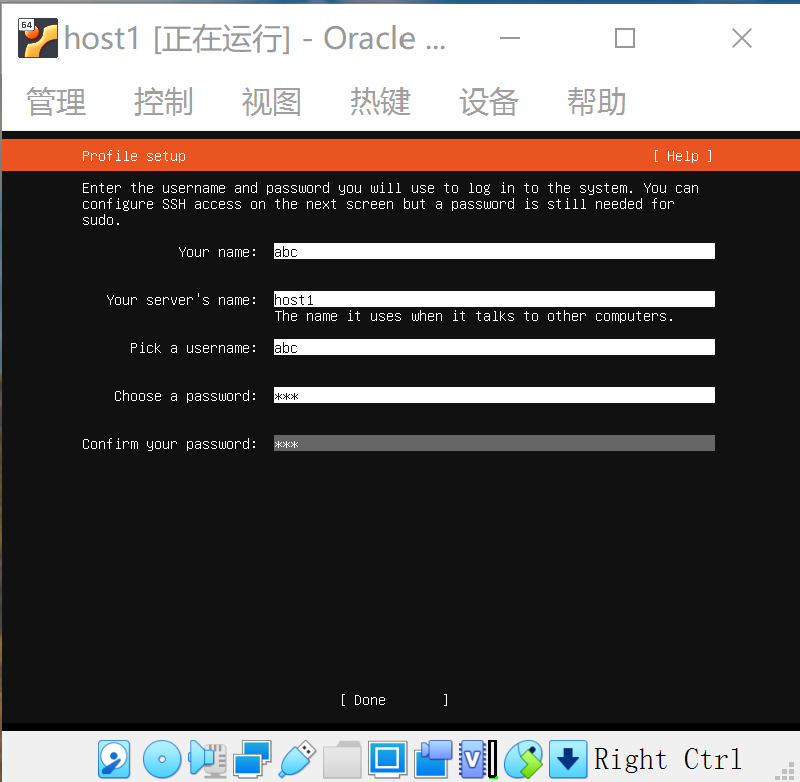 64
host1 [正在运行] - Oracle ...
管理 控制 视图 热键 设备 帮助
Profile setup [ Help ]
Enter the username and password you will use to log in to the system. You can
configure SSH access on the next screen but a password is still needed for
sudo.
Your name: abc
Your server's name: host1
The name it uses when it talks to other computers.
Pick a username: abc
Choose a password: ***
Confirm your password: ***
[ Done ]
V
Right Ctrl